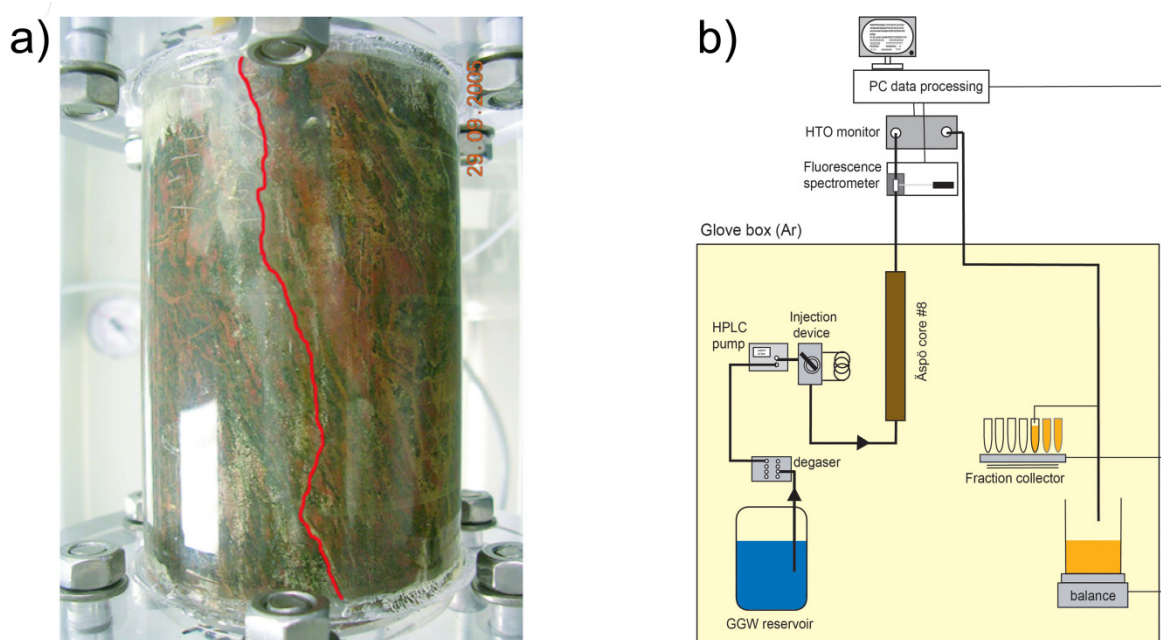 a)
29.09.2005
b)
PC data processing
HTO monitor
Fluorescence
spectrometer
Glove box (Ar)
HPLC
pump
Injection
device
Äspö core #8
degaser
Fraction collector
GGW reservoir
balance